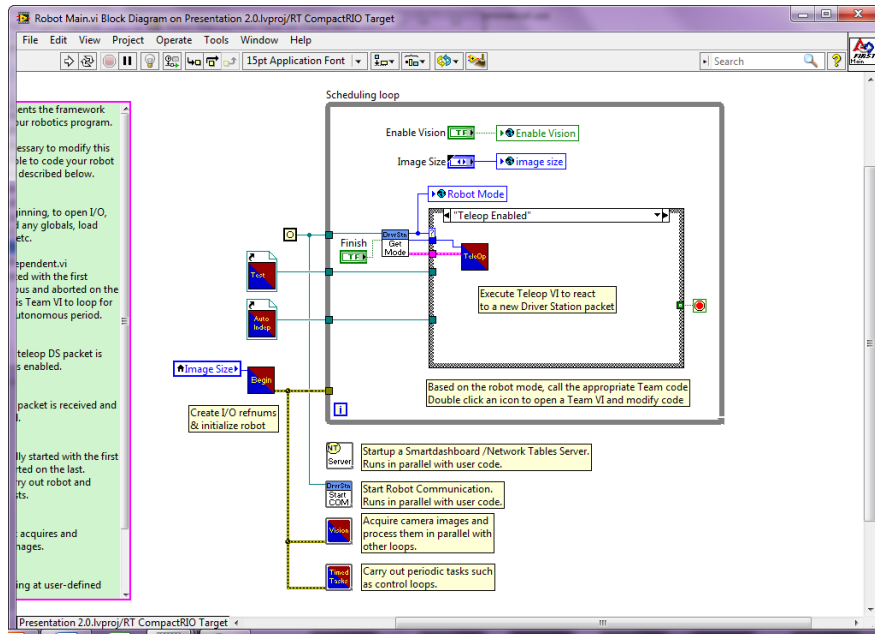 Robot Main.vi Block Diagram on Presentation 2.0.lvproj/RT CompactRIO Target
File Edit View Project Operate Tools Window Help
15pt Application Font
Search
FIRST
Main
ents the framework
our robotics program.
essary to modify this
ble to code your robot
described below.
ginning, to open I/O,
d any globals, load
etc.
ependent.vi
ted with the first
ous and aborted on the
is Team VI to loop for
utonomous period.
teleop DS packet is
s enabled.
packet is received and
d.
lly started with the first
rted on the last.
rry out robot and
sts.
t acquires and
mages.
ing at user-defined
Scheduling loop
Enable Vision
TF
Enable Vision
Image Size
image size
Robot Mode
"Teleop Enabled"
Finish
TF
DrvrStn
Get
Mode
?
TeleOp
Test
Execute Teleop VI to react
to a new Driver Station packet
Auto
Indep
Image Size
Begin
Based on the robot mode, call the appropriate Team code
Double click an icon to open a Team VI and modify code
i
Create I/O refnums
& initialize robot
NT
Server
Startup a Smartdashboard /Network Tables Server.
Runs in parallel with user code.
DrvrStn
Start
COM
Start Robot Communication.
Runs in parallel with user code.
Vision
Acquire camera images and
process them in parallel with
other loops.
Timed
Tasks
Carry out periodic tasks such
as control loops.
Presentation 2.0.lvproj/RT CompactRIO Target